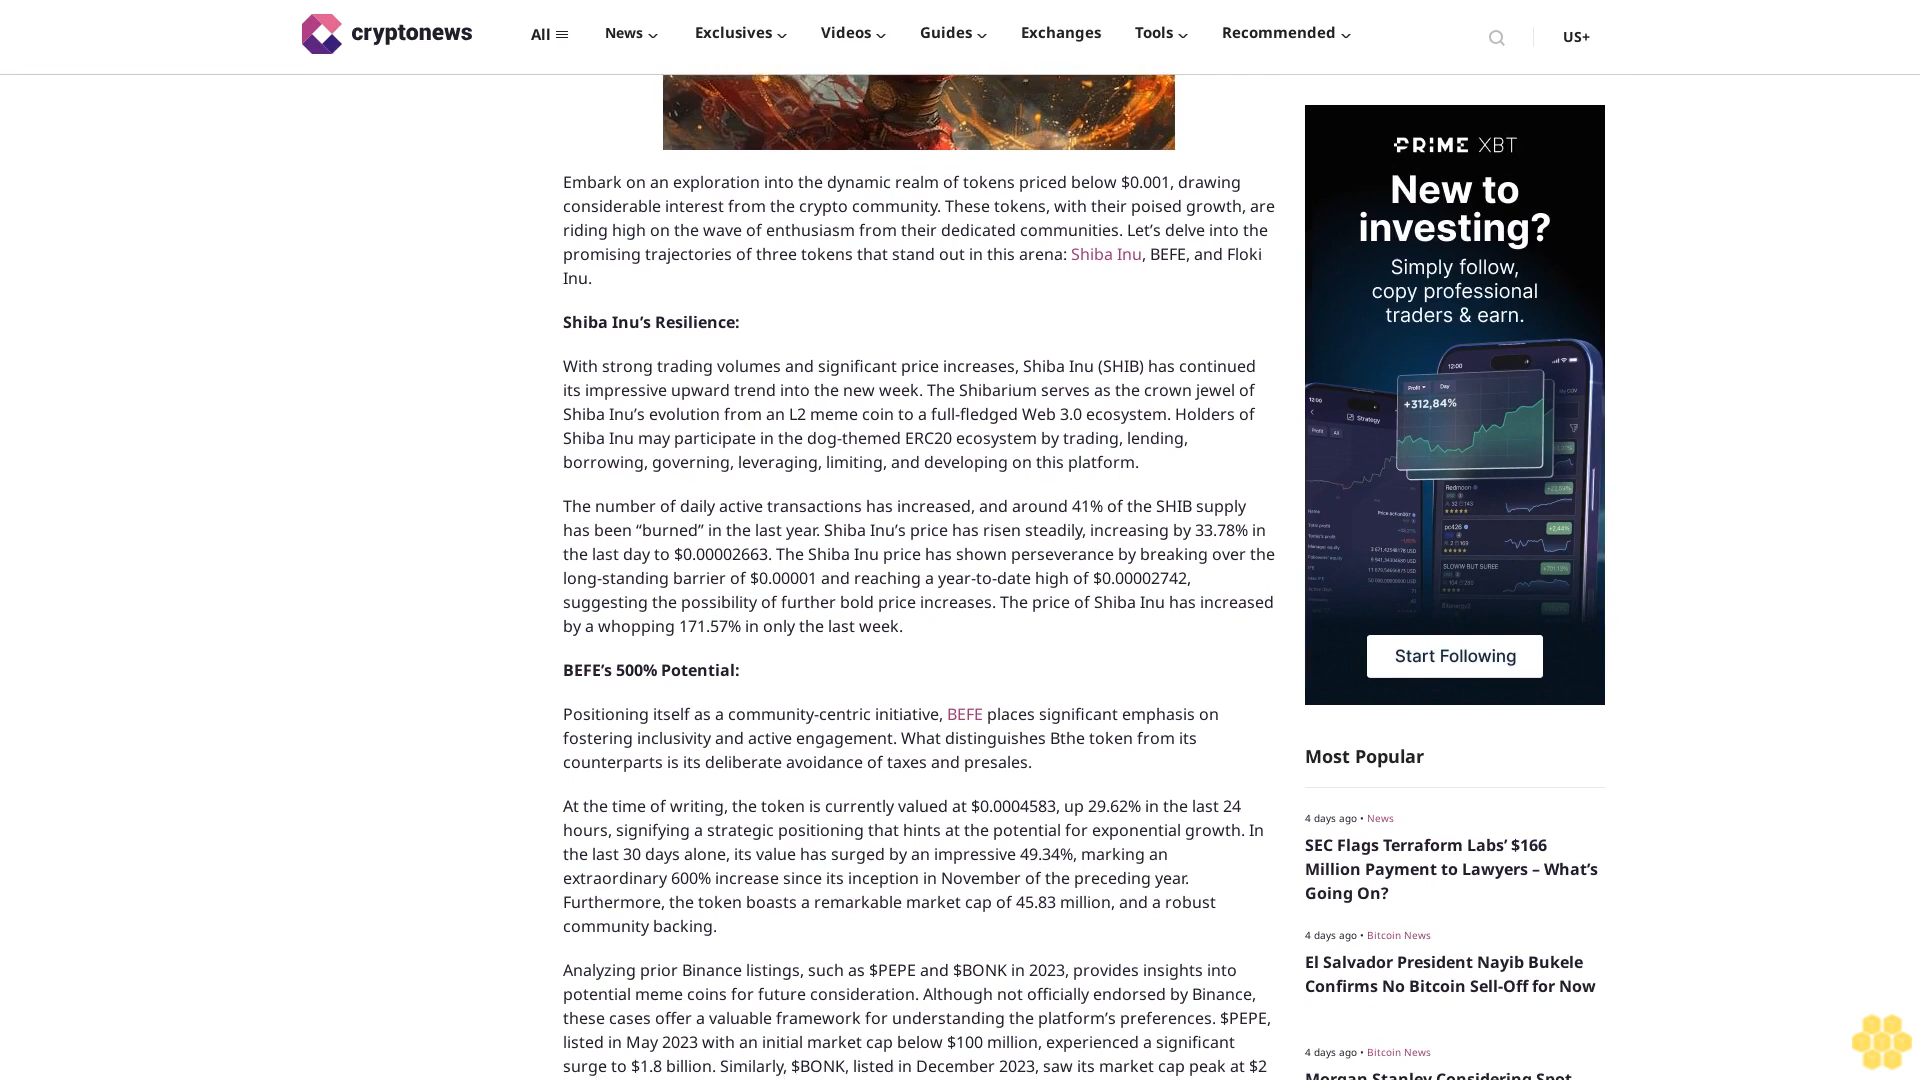 cryptonews
All
News
Exclusives
Videos
Guides
Exchanges
Tools
Recommended
US+
Embark on an exploration into the dynamic realm of tokens priced below $0.001, drawing
considerable interest from the crypto community. These tokens, with their poised growth, are
riding high on the wave of enthusiasm from their dedicated communities. Let’s delve into the
promising trajectories of three tokens that stand out in this arena: Shiba Inu, BEFE, and Floki
Inu.
Shiba Inu’s Resilience:
With strong trading volumes and significant price increases, Shiba Inu (SHIB) has continued
its impressive upward trend into the new week. The Shibarium serves as the crown jewel of
Shiba Inu’s evolution from an L2 meme coin to a full-fledged Web 3.0 ecosystem. Holders of
Shiba Inu may participate in the dog-themed ERC20 ecosystem by trading, lending,
borrowing, governing, leveraging, limiting, and developing on this platform.
The number of daily active transactions has increased, and around 41% of the SHIB supply
has been “burned” in the last year. Shiba Inu’s price has risen steadily, increasing by 33.78% in
the last day to $0.00002663. The Shiba Inu price has shown perseverance by breaking over the
long-standing barrier of $0.00001 and reaching a year-to-date high of $0.00002742,
suggesting the possibility of further bold price increases. The price of Shiba Inu has increased
by a whopping 171.57% in only the last week.
BEFE’s 500% Potential:
Positioning itself as a community-centric initiative, BEFE places significant emphasis on
fostering inclusivity and active engagement. What distinguishes Bthe token from its
counterparts is its deliberate avoidance of taxes and presales.
At the time of writing, the token is currently valued at $0.0004583, up 29.62% in the last 24
hours, signifying a strategic positioning that hints at the potential for exponential growth. In
the last 30 days alone, its value has surged by an impressive 49.34%, marking an
extraordinary 600% increase since its inception in November of the preceding year.
Furthermore, the token boasts a remarkable market cap of 45.83 million, and a robust
community backing.
Analyzing prior Binance listings, such as $PEPE and $BONK in 2023, provides insights into
potential meme coins for future consideration. Although not officially endorsed by Binance,
these cases offer a valuable framework for understanding the platform’s preferences. $PEPE,
listed in May 2023 with an initial market cap below $100 million, experienced a significant
surge to $1.8 billion. Similarly, $BONK, listed in December 2023, saw its market cap peak at $2
PRIME XBT
New to
investing?
Simply follow,
copy professional
traders & earn.
12:00
Profit
Day
+312,84%
12:00
Strategy
Profit
All
Redmoon
pc426
+2,44%
SLOWW BUT SUREE
Start Following
Most Popular
4 days ago • News
SEC Flags Terraform Labs’ $166
Million Payment to Lawyers – What’s
Going On?
4 days ago • Bitcoin News
El Salvador President Nayib Bukele
Confirms No Bitcoin Sell-Off for Now
4 days ago • Bitcoin News
Morgan Stanley Considering Spot